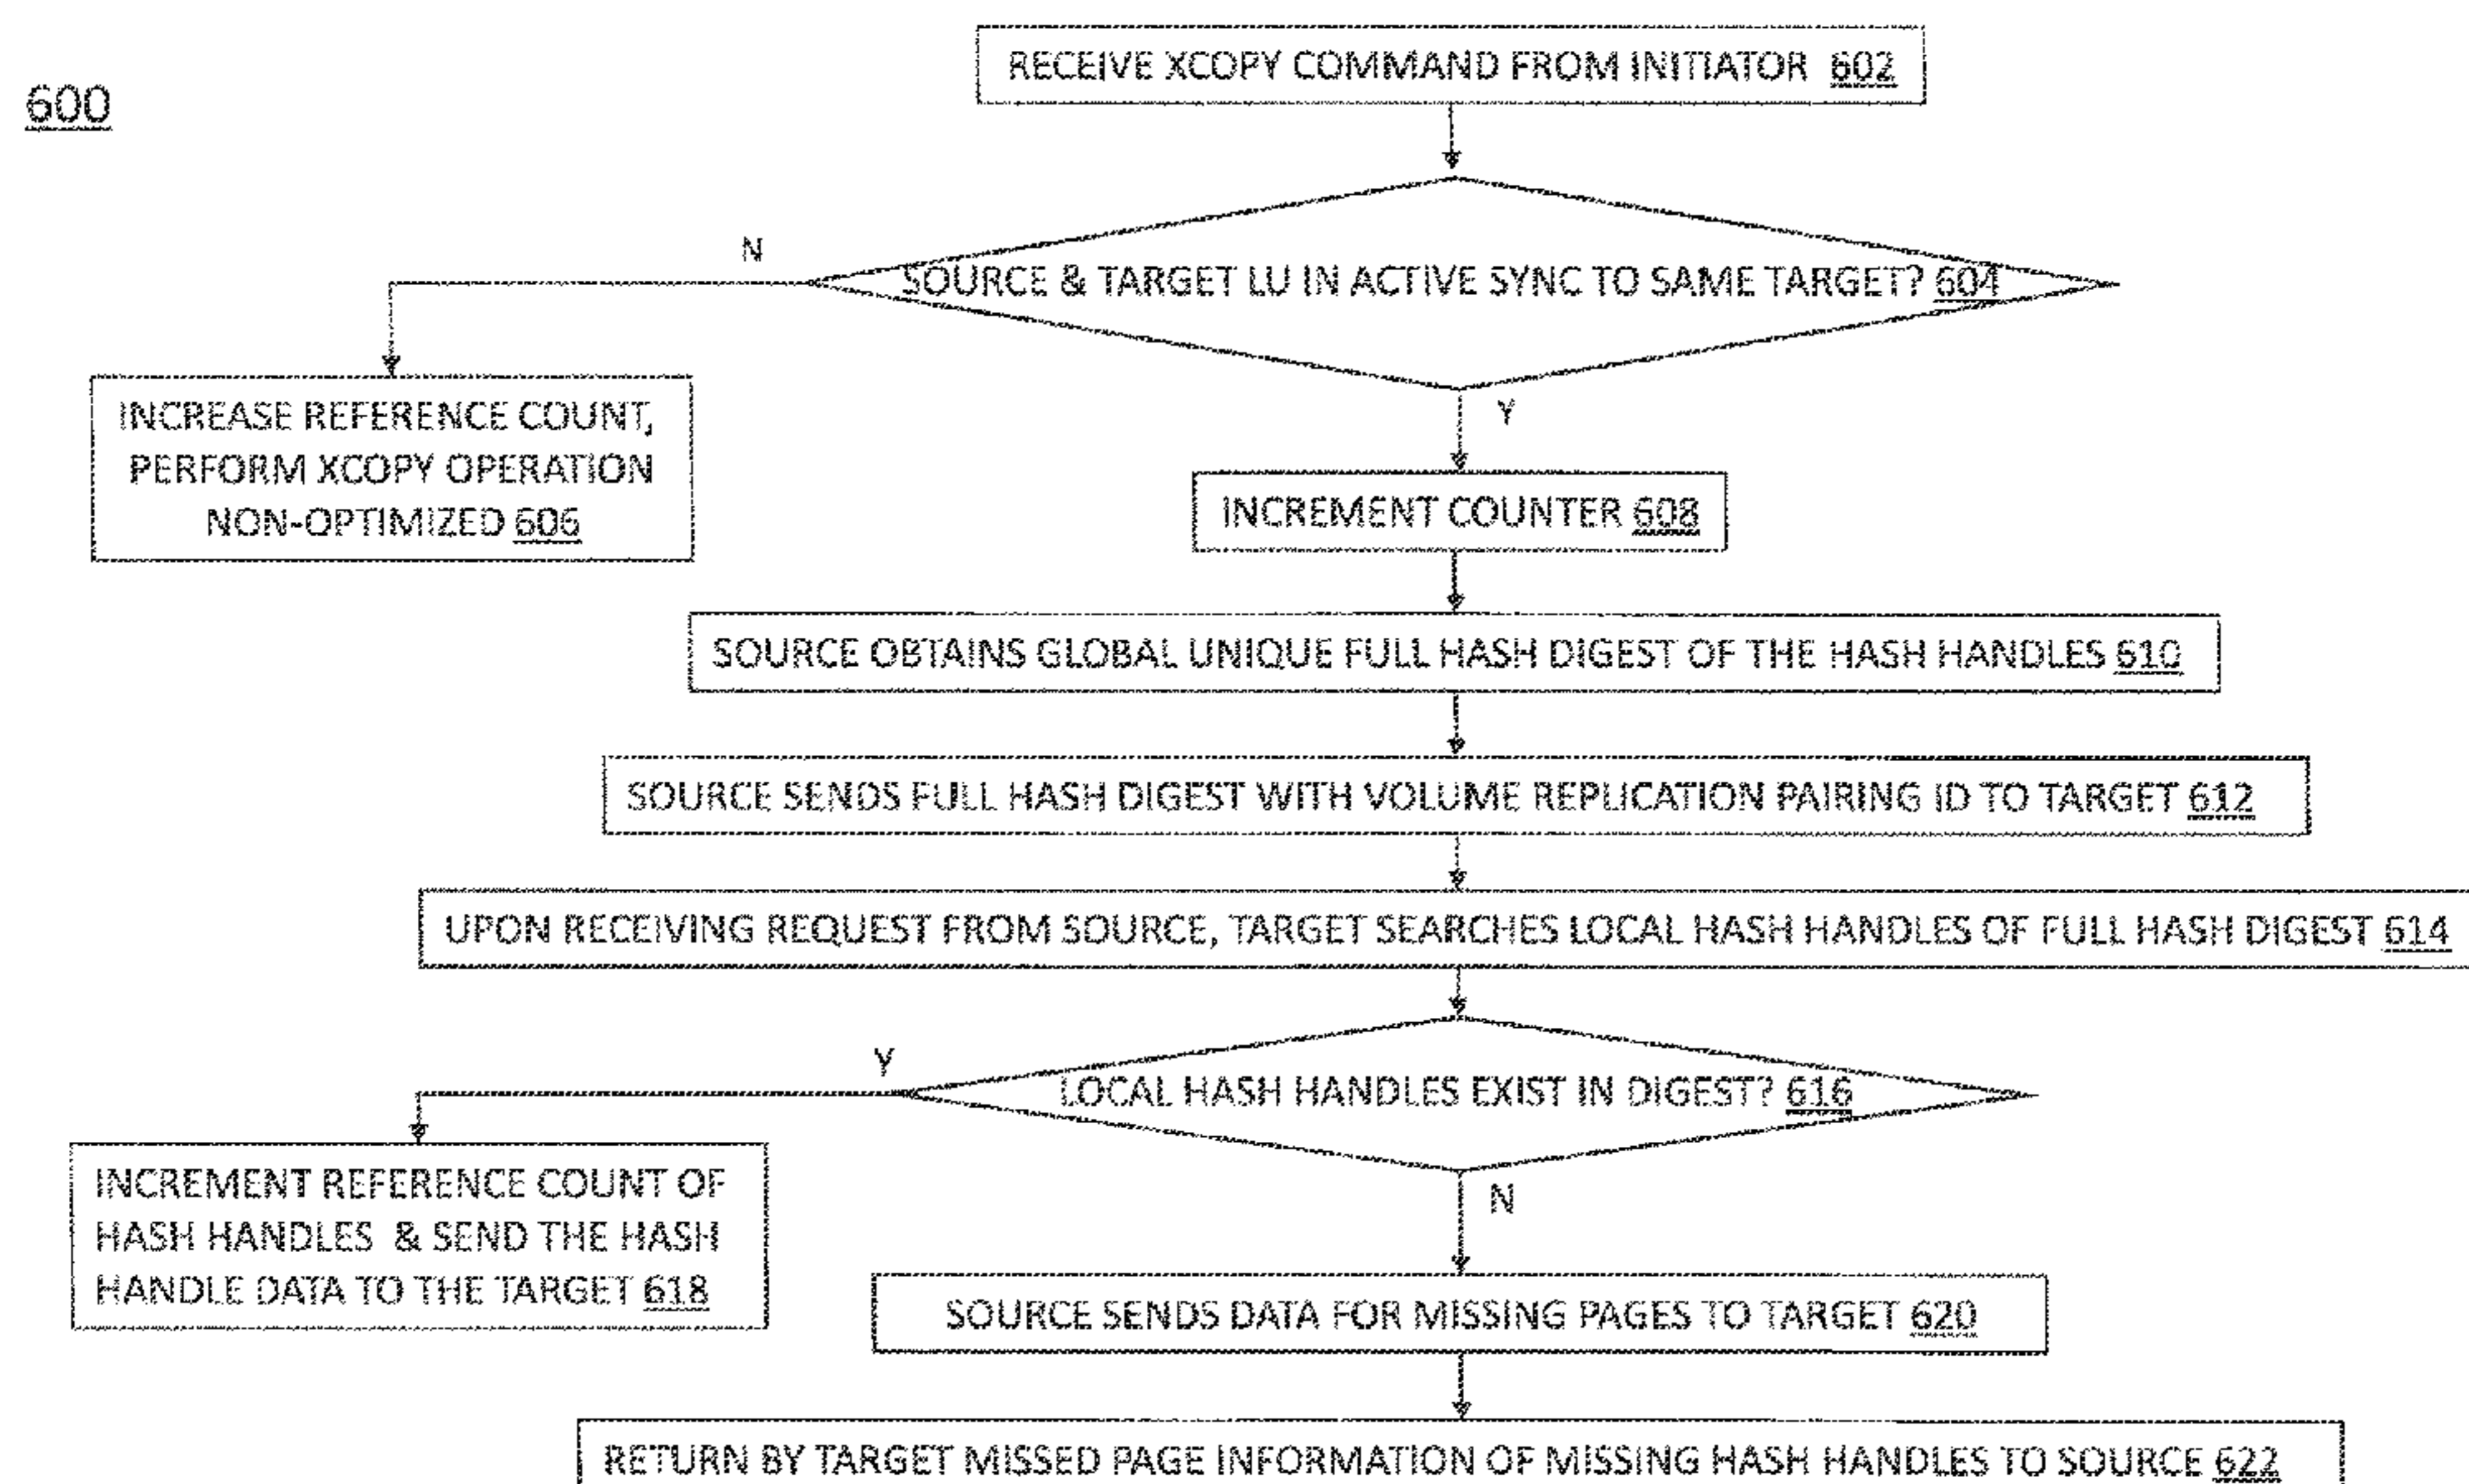 600
RECEIVE XCOPY COMMAND FROM INITIATOR 602
SOURCE & TARGET LU IN ACTIVE SYNC TO SAME TARGET? 604
N
Y
INCREASE REFERENCE COUNT,
PERFORM XCOPY OPERATION
NON-OPTIMIZED 606
INCREMENT COUNTER 608
SOURCE OBTAINS GLOBAL UNIQUE FULL HASH DIGEST OF THE HASH HANDLES 610
SOURCE SENDS FULL HASH DIGEST WITH VOLUME REPLICATION PAIRING ID TO TARGET 612
UPON RECEIVING REQUEST FROM SOURCE, TARGET SEARCHES LOCAL HASH HANDLES OF FULL HASH DIGEST 614
LOCAL HASH HANDLES EXIST IN DIGEST? 616
Y
N
INCREMENT REFERENCE COUNT OF
HASH HANDLES & SEND THE HASH
HANDLE DATA TO THE TARGET 618
SOURCE SENDS DATA FOR MISSING PAGES TO TARGET 620
RETURN BY TARGET MISSED PAGE INFORMATION OF MISSING HASH HANDLES TO SOURCE 622